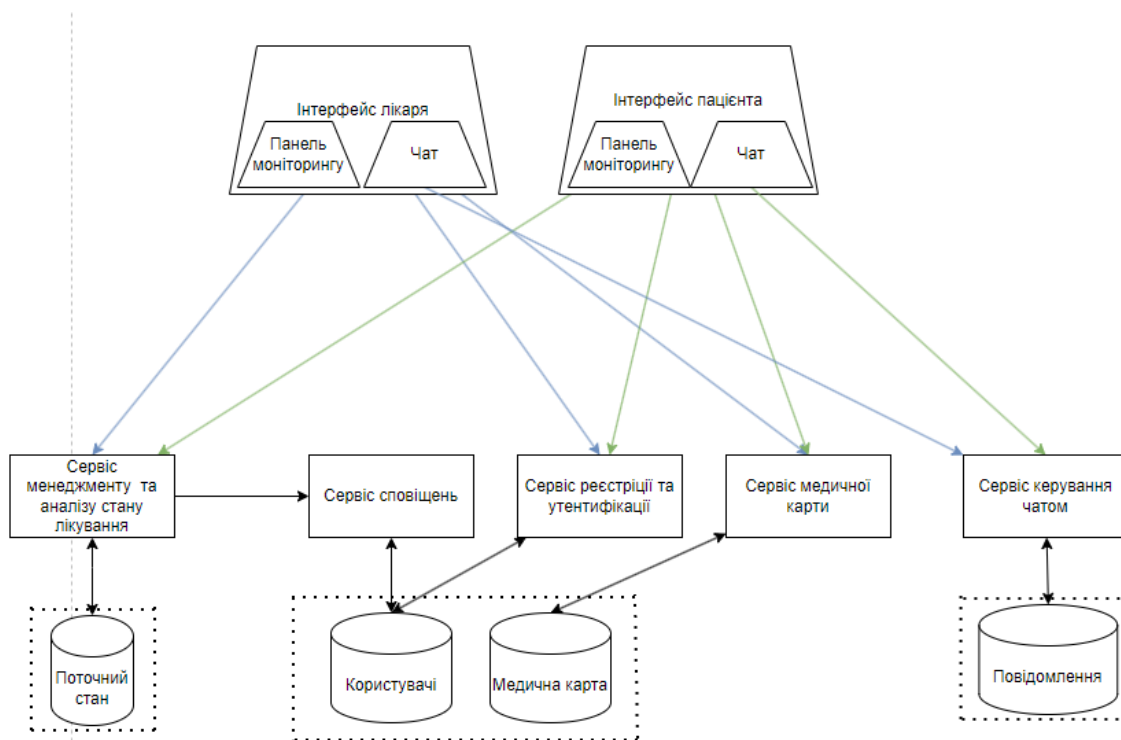 Інтерфейс лікаря
Панель
моніторингу
Чат
Інтерфейс пацієнта
Панель
моніторингу
Чат
Сервіс
менеджменту та
аналізу стану
лікування
Сервіс сповіщень
Сервіс реєстріції та
утентифікації
Сервіс медичної
карти
Сервіс керування
чатом
Поточний
стан
Користувачі
Медична карта
Повідомлення